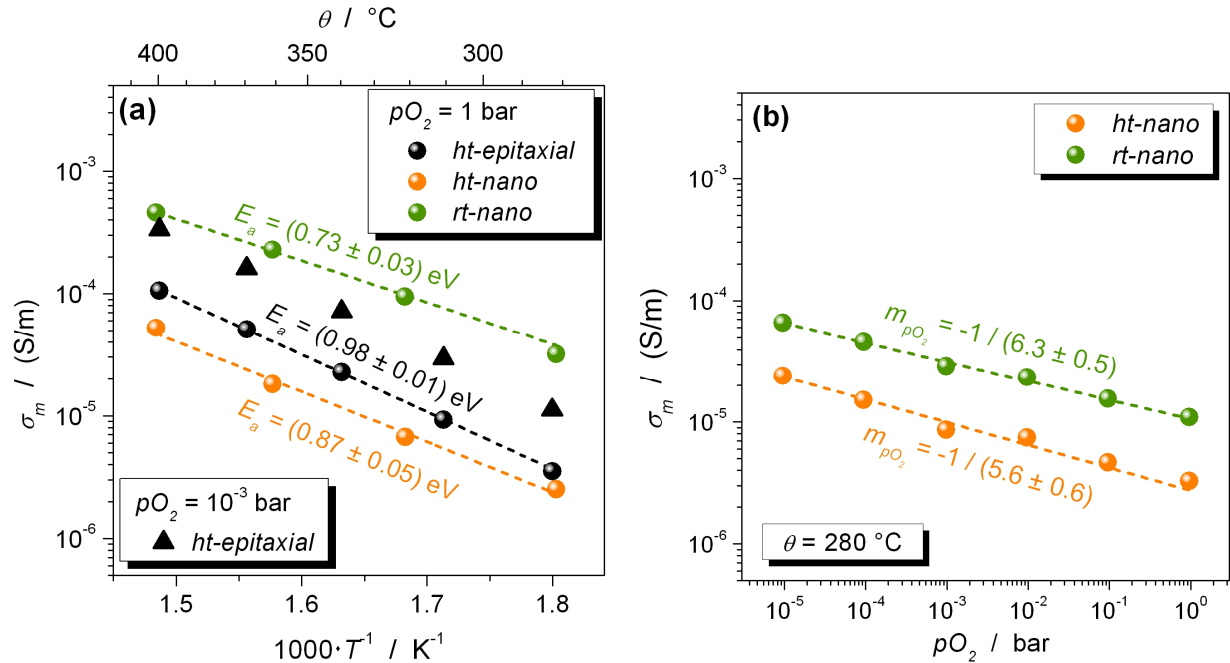 θ / °C
400 350 300
(a)
pO₂ = 1 bar
ht-epitaxial
ht-nano
rt-nano
10⁻³
10⁻⁴
10⁻⁵
10⁻⁶
σₘ / (S/m)
Eₐ = (0.73 ± 0.03) eV
Eₐ = (0.98 ± 0.01) eV
Eₐ = (0.87 ± 0.05) eV
pO₂ = 10⁻³ bar
ht-epitaxial
1.5 1.6 1.7 1.8
1000·T⁻¹ / K⁻¹
(b)
ht-nano
rt-nano
10⁻³
10⁻⁴
10⁻⁵
10⁻⁶
σₘ / (S/m)
m_pO₂ = -1 / (6.3 ± 0.5)
m_pO₂ = -1 / (5.6 ± 0.6)
θ = 280 °C
10⁻⁵ 10⁻⁴ 10⁻³ 10⁻² 10⁻¹ 10⁰
pO₂ / bar